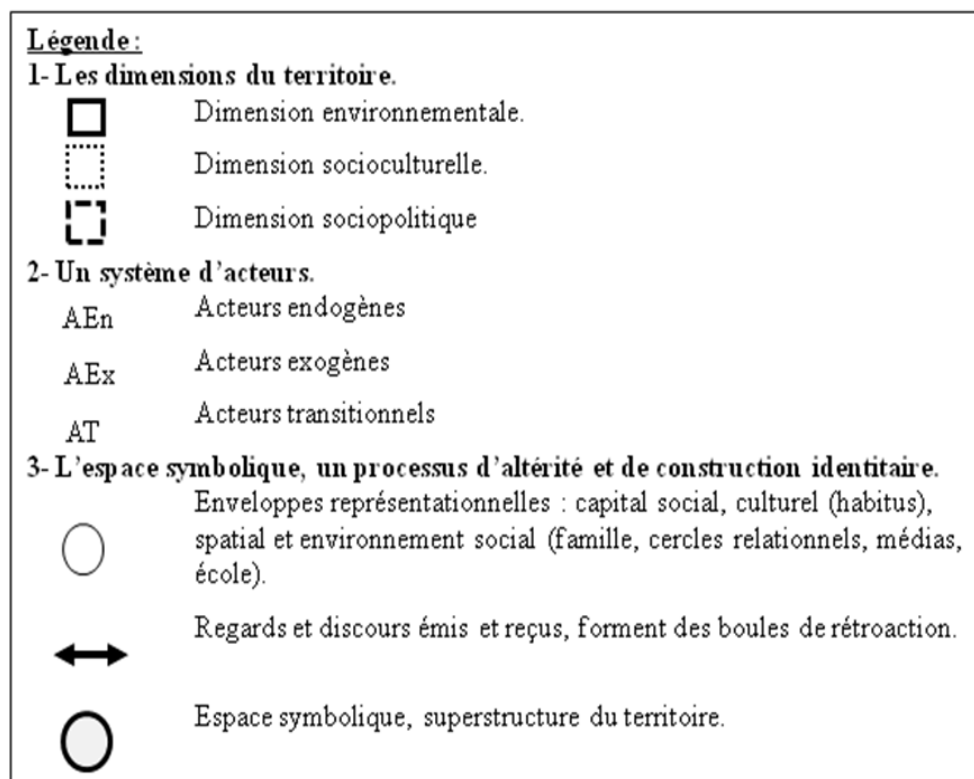 Légende :
1- Les dimensions du territoire.
Dimension environnementale.
Dimension socioculturelle.
Dimension sociopolitique
2- Un système d'acteurs.
AEn Acteurs endogènes
AEx Acteurs exogènes
AT Acteurs transitionnels
3- L'espace symbolique, un processus d'altérité et de construction identitaire.
Enveloppes représentationnelles : capital social, culturel (habitus),
spatial et environnement social (famille, cercles relationnels, médias,
école).
Regards et discours émis et reçus, forment des boules de rétroaction.
Espace symbolique, superstructure du territoire.